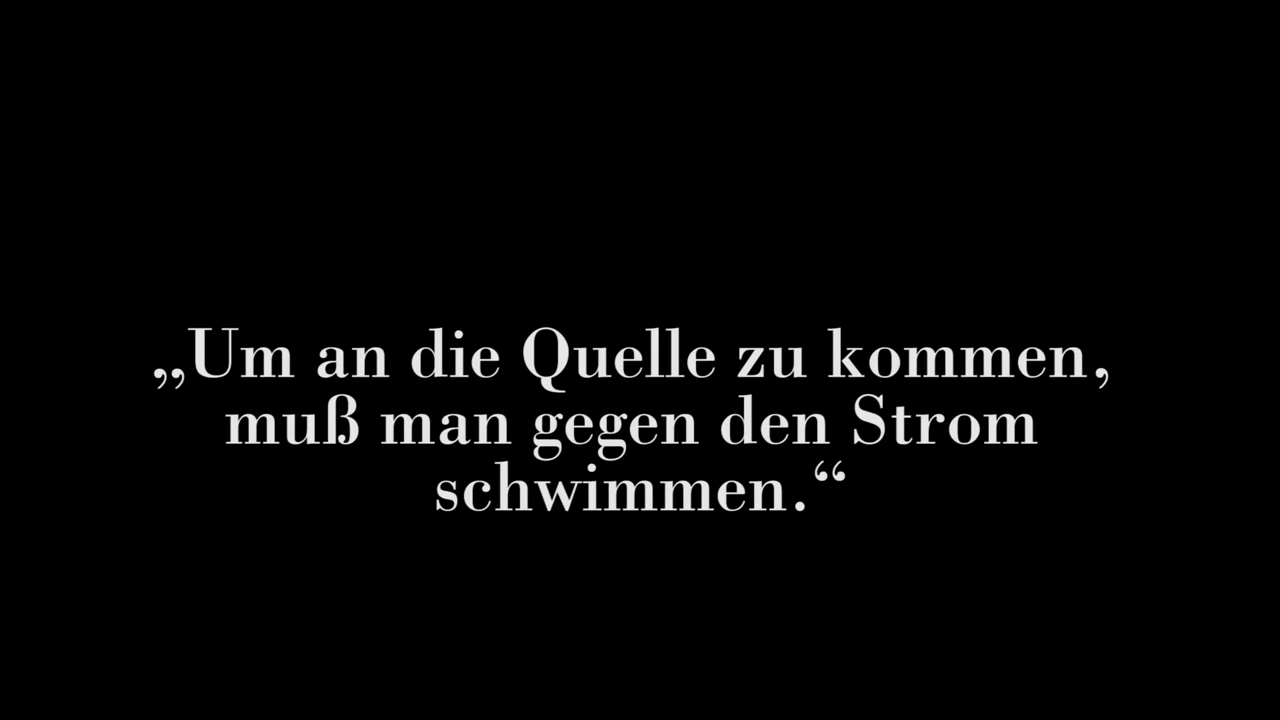 „Um an die Quelle zu kommen,
muß man gegen den Strom
schwimmen.“